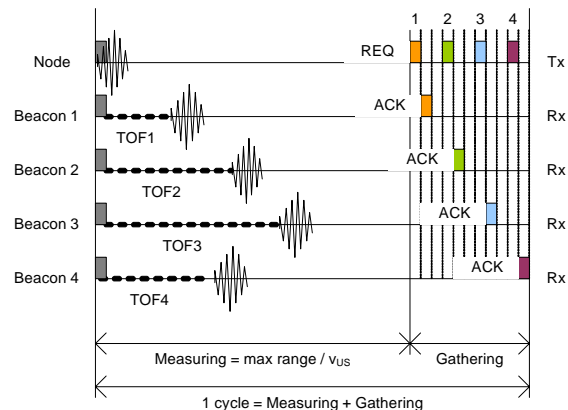 1 2 3 4
Node REQ Tx
Beacon 1 ACK Rx
TOF1
Beacon 2 ACK Rx
TOF2
Beacon 3 ACK Rx
TOF3
Beacon 4 ACK Rx
TOF4
Measuring = max range / vUS Gathering
1 cycle = Measuring + Gathering